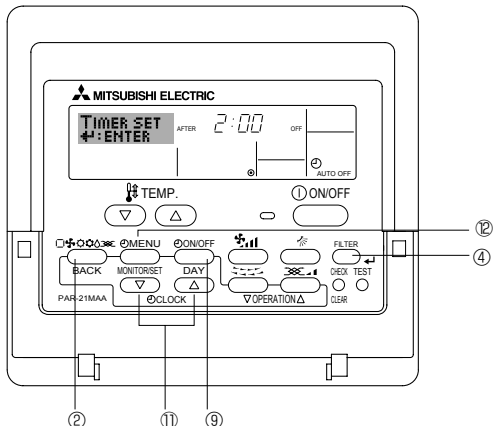 MITSUBISHI ELECTRIC
TIMER SET AFTER 2:00 OFF
↵:ENTER
AUTO OFF
TEMP. ON/OFF
MENU ON/OFF FILTER
BACK MONITOR/SET DAY CHECK TEST
PAR-21MAA CLOCK OPERATION CLEAR
⑫
④
② ⑪ ⑨